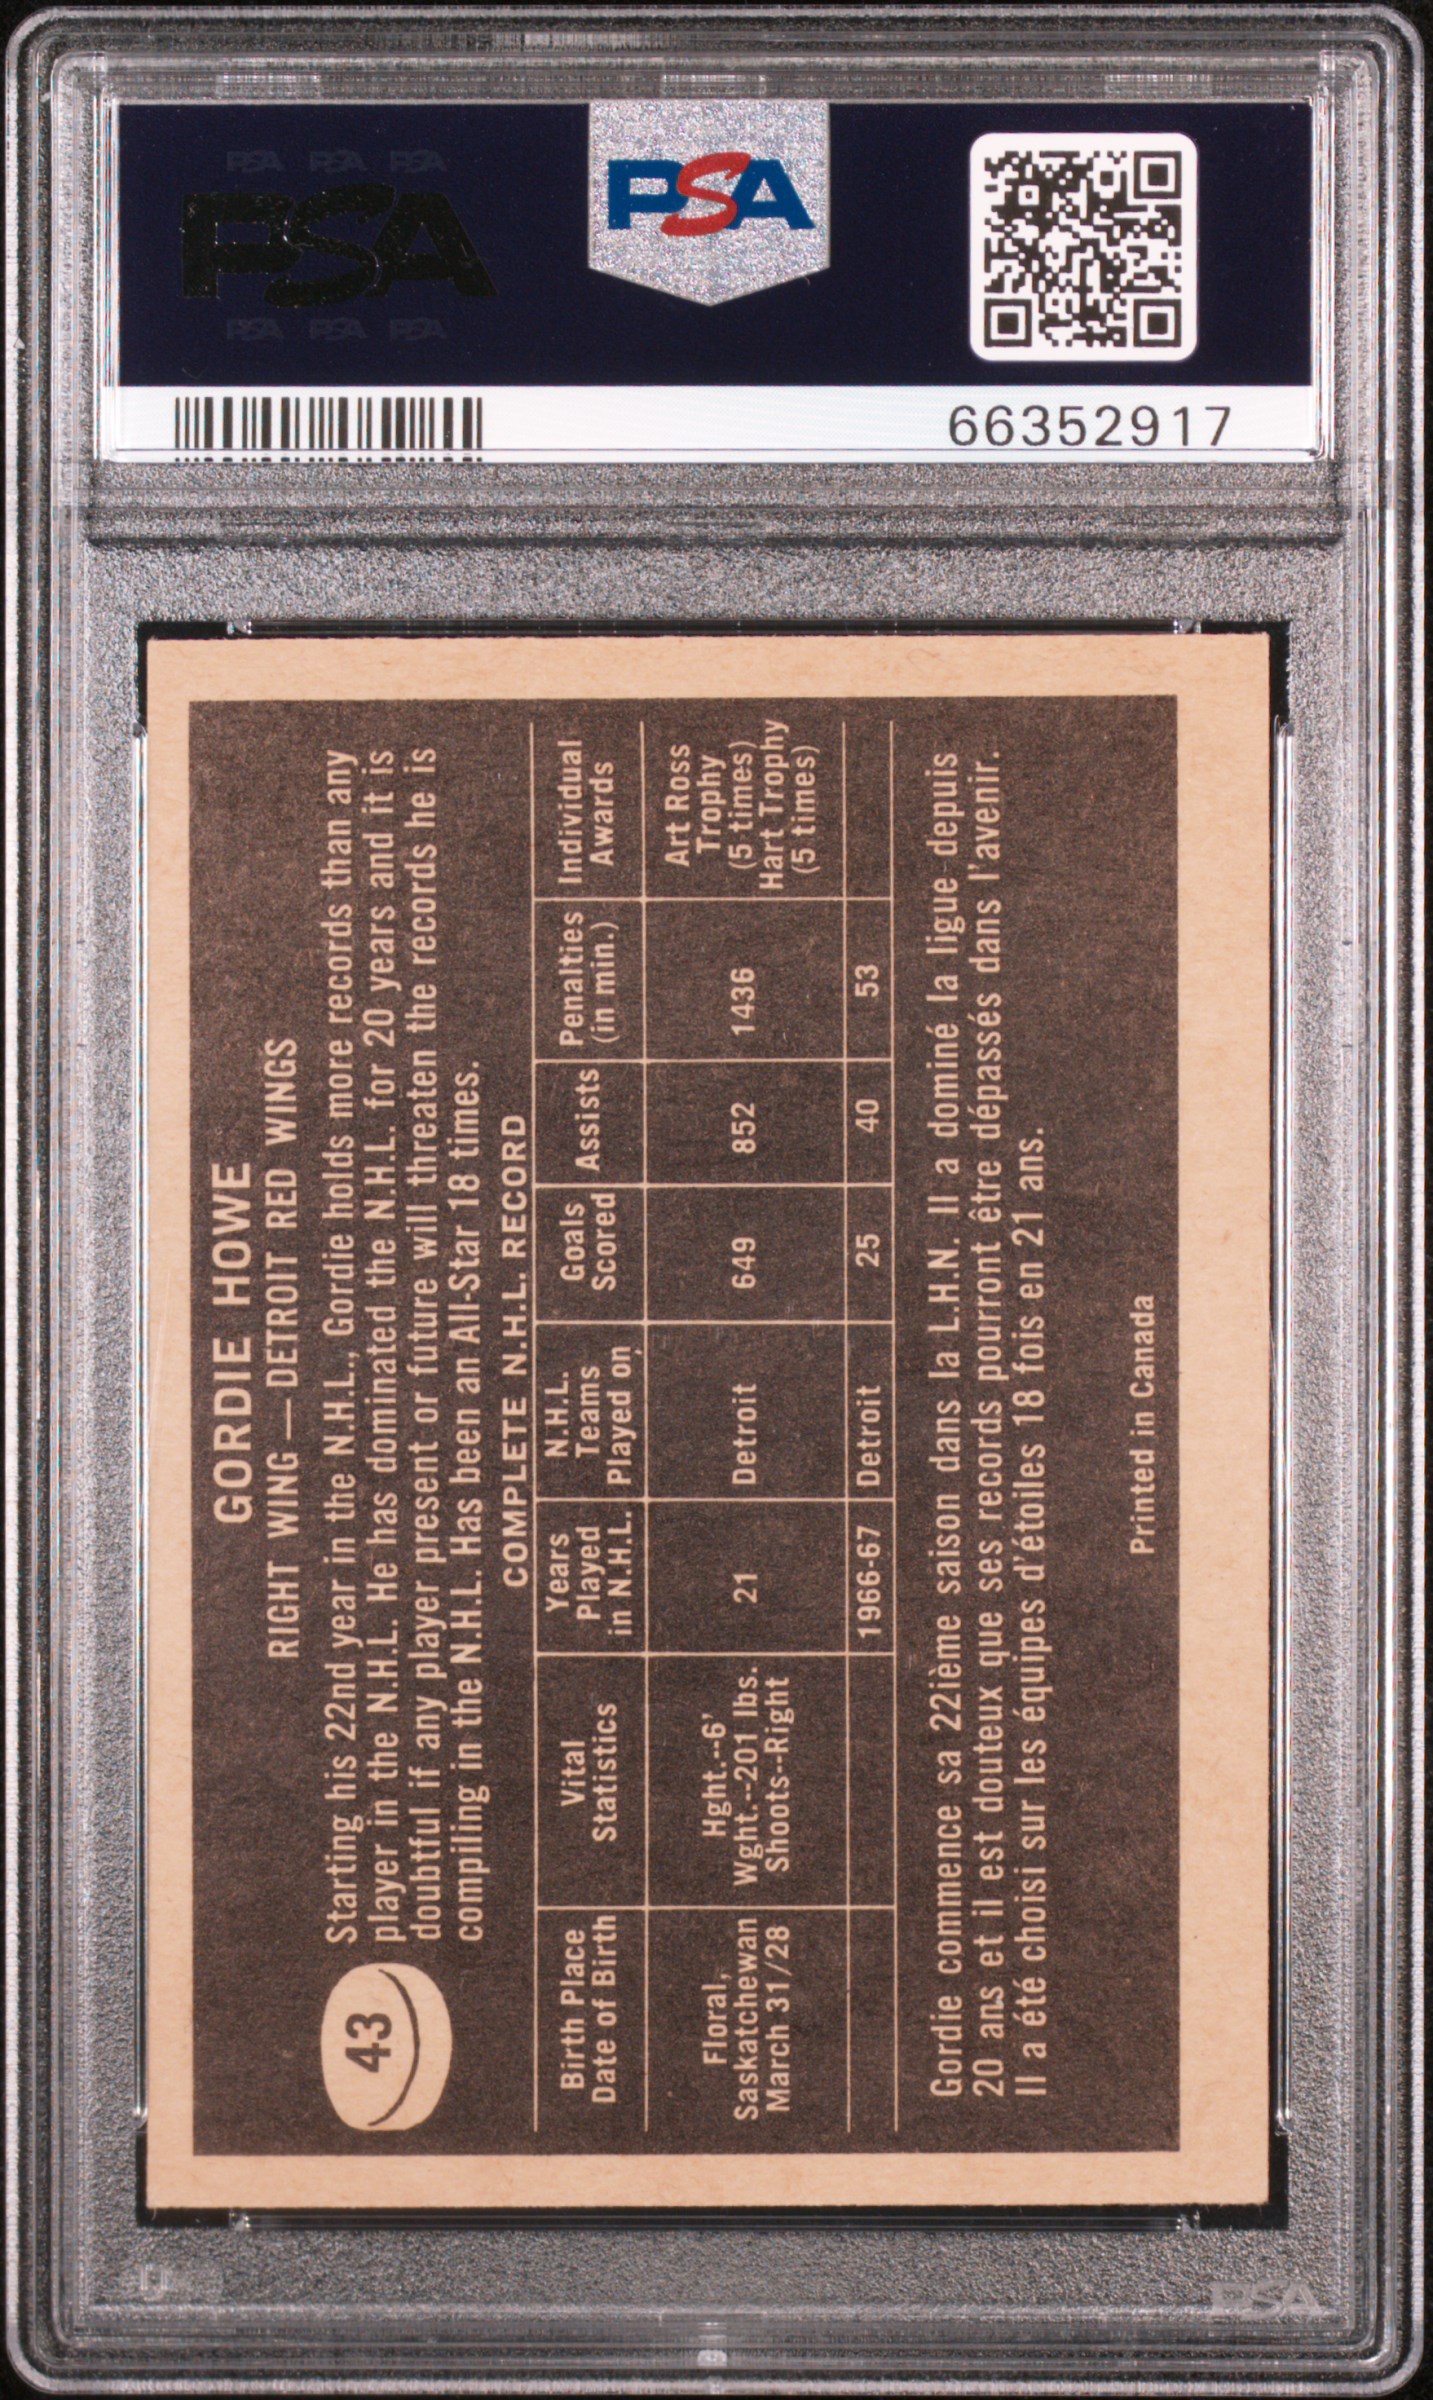 PSA PSA PSA
PSA
PSA PSA PSA
PSA
66352917
GORDIE HOWE
RIGHT WING—DETROIT RED WINGS
43
Starting his 22nd year in the N.H.L., Gordie holds more records than any
player in the N.H.L. He has dominated the N.H.L. for 20 years and it is
doubtful if any player present or future will threaten the records he is
compiling in the N.H.L. Has been an All-Star 18 times.
COMPLETE N.H.L. RECORD
Birth Place
Date of Birth
Vital
Statistics
Years
Played
in N.H.L.
N.H.L.
Teams
Played on
Goals
Scored
Assists
Penalties
(in min.)
Individual
Awards
Floral,
Saskatchewan
March 31/28
Hght.--6'
Wght.--201 lbs.
Shoots--Right
21
Detroit
649
852
1436
Art Ross
Trophy
(5 times)
Hart Trophy
(5 times)
1966-67
Detroit
25
40
53
Gordie commence sa 22ième saison dans la L.H.N. Il a dominé la ligue depuis
20 ans et il est douteux que ses records pourront être dépassés dans l'avenir.
Il a été choisi sur les équipes d'étoiles 18 fois en 21 ans.
Printed in Canada
PSA